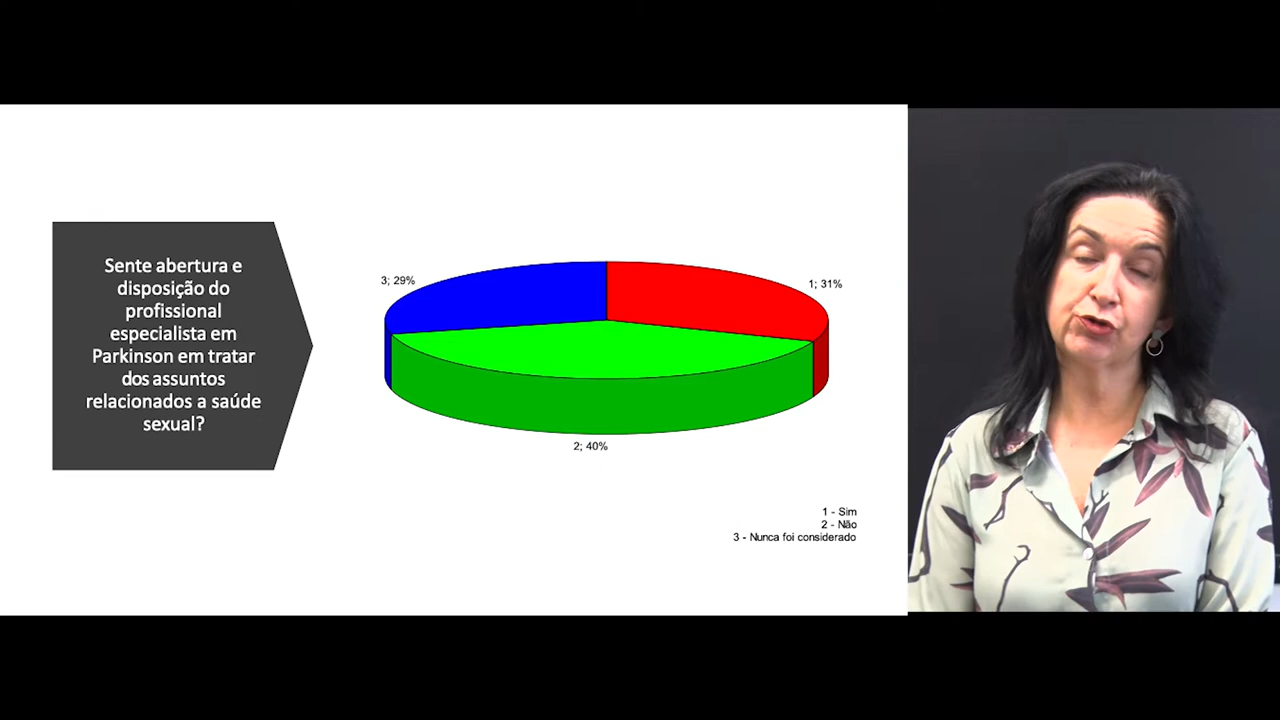 Sente abertura e
disposição do
profissional
especialista em
Parkinson em tratar
dos assuntos
relacionados a saúde
sexual?
3; 29%
1; 31%
2; 40%
1 - Sim
2 - Não
3 - Nunca foi considerado